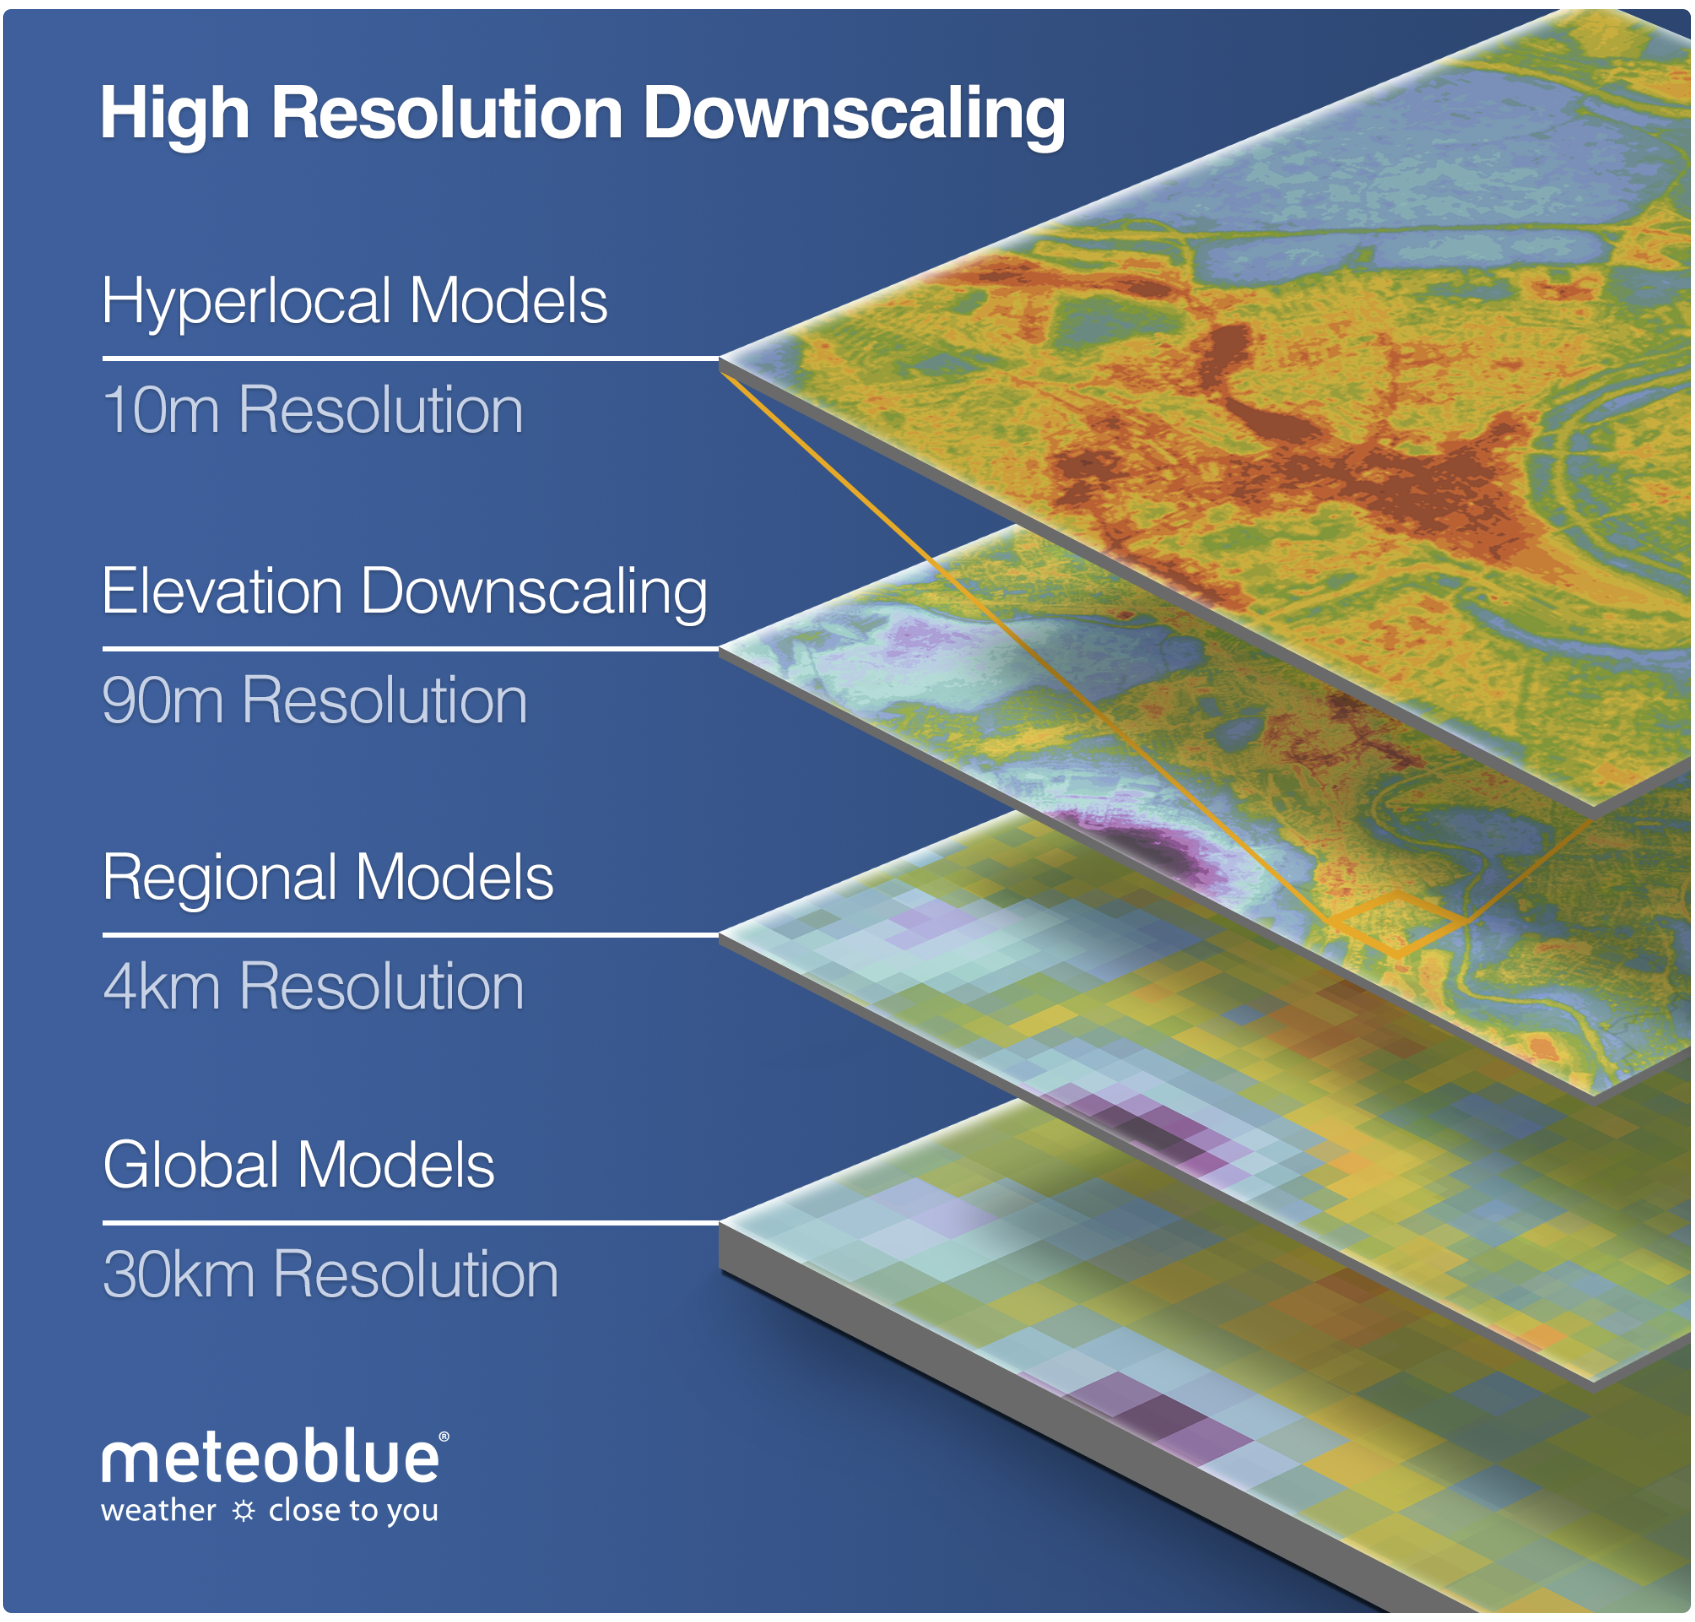 High Resolution Downscaling
Hyperlocal Models
10m Resolution
Elevation Downscaling
90m Resolution
Regional Models
4km Resolution
Global Models
30km Resolution
meteoblue®
weather ☼ close to you